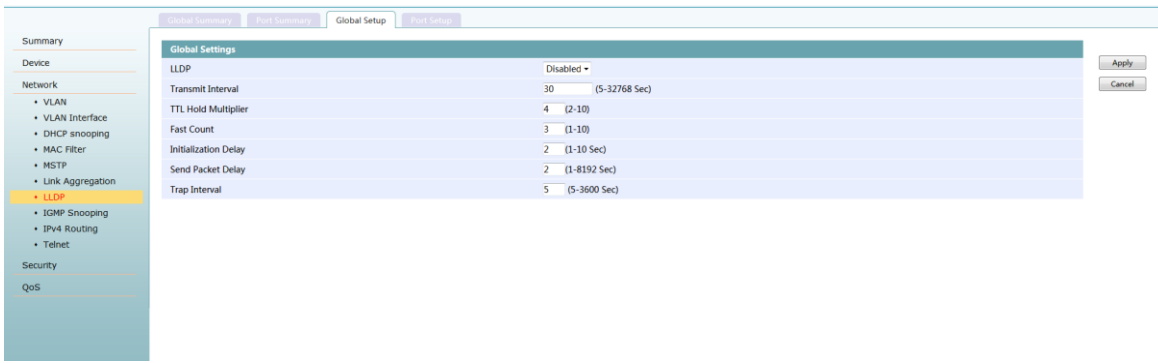 Global Summary Port Summary Global Setup Port Setup
Summary
Device
Network
• VLAN
• VLAN Interface
• DHCP snooping
• MAC Filter
• MSTP
• Link Aggregation
• LLDP
• IGMP Snooping
• IPv4 Routing
• Telnet
Security
QoS
Global Settings
LLDP Disabled
Transmit Interval 30 (5-32768 Sec)
TTL Hold Multiplier 4 (2-10)
Fast Count 3 (1-10)
Initialization Delay 2 (1-10 Sec)
Send Packet Delay 2 (1-8192 Sec)
Trap Interval 5 (5-3600 Sec)
Apply
Cancel